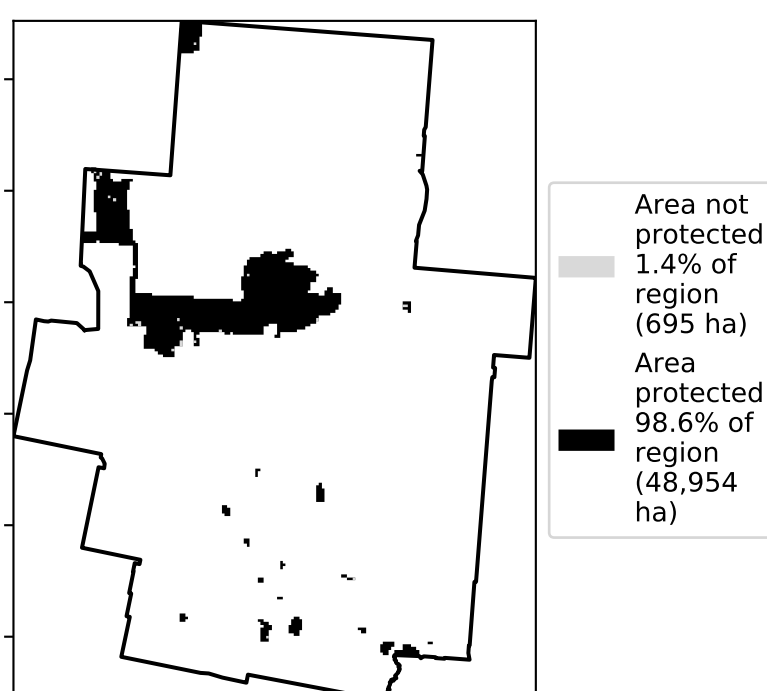 Area not
protected
1.4% of
region
(695 ha)
Area
protected
98.6% of
region
(48,954
ha)